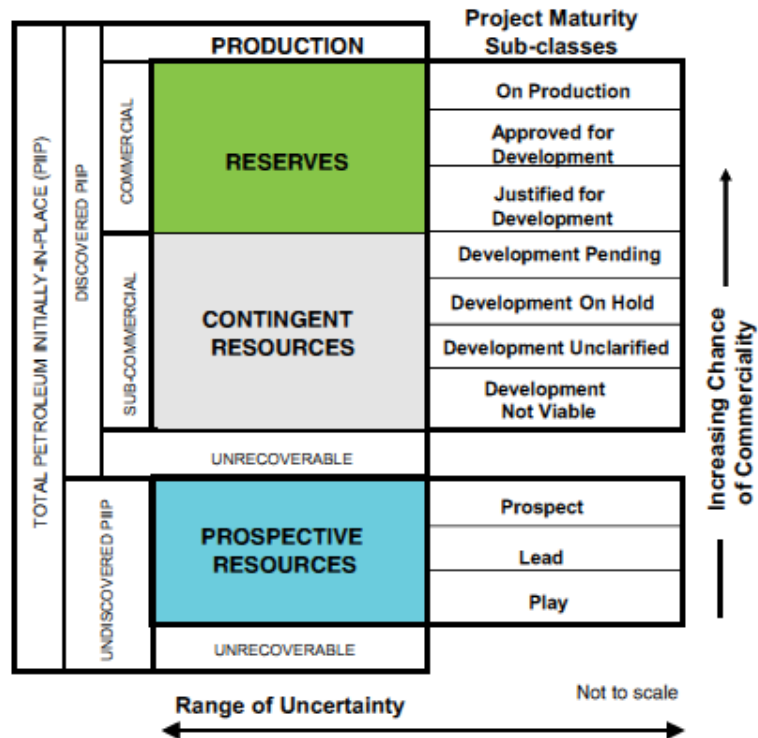 Project Maturity
Sub-classes
PRODUCTION
TOTAL PETROLEUM INITIALLY-IN-PLACE (PIIP)
DISCOVERED PIIP
COMMERCIAL
RESERVES
On Production
Approved for
Development
Justified for
Development
SUB-COMMERCIAL
CONTINGENT
RESOURCES
Development Pending
Development On Hold
Development Unclarified
Development
Not Viable
UNRECOVERABLE
UNDISCOVERED PIIP
PROSPECTIVE
RESOURCES
Prospect
Lead
Play
UNRECOVERABLE
Increasing Chance
of Commerciality
Not to scale
Range of Uncertainty